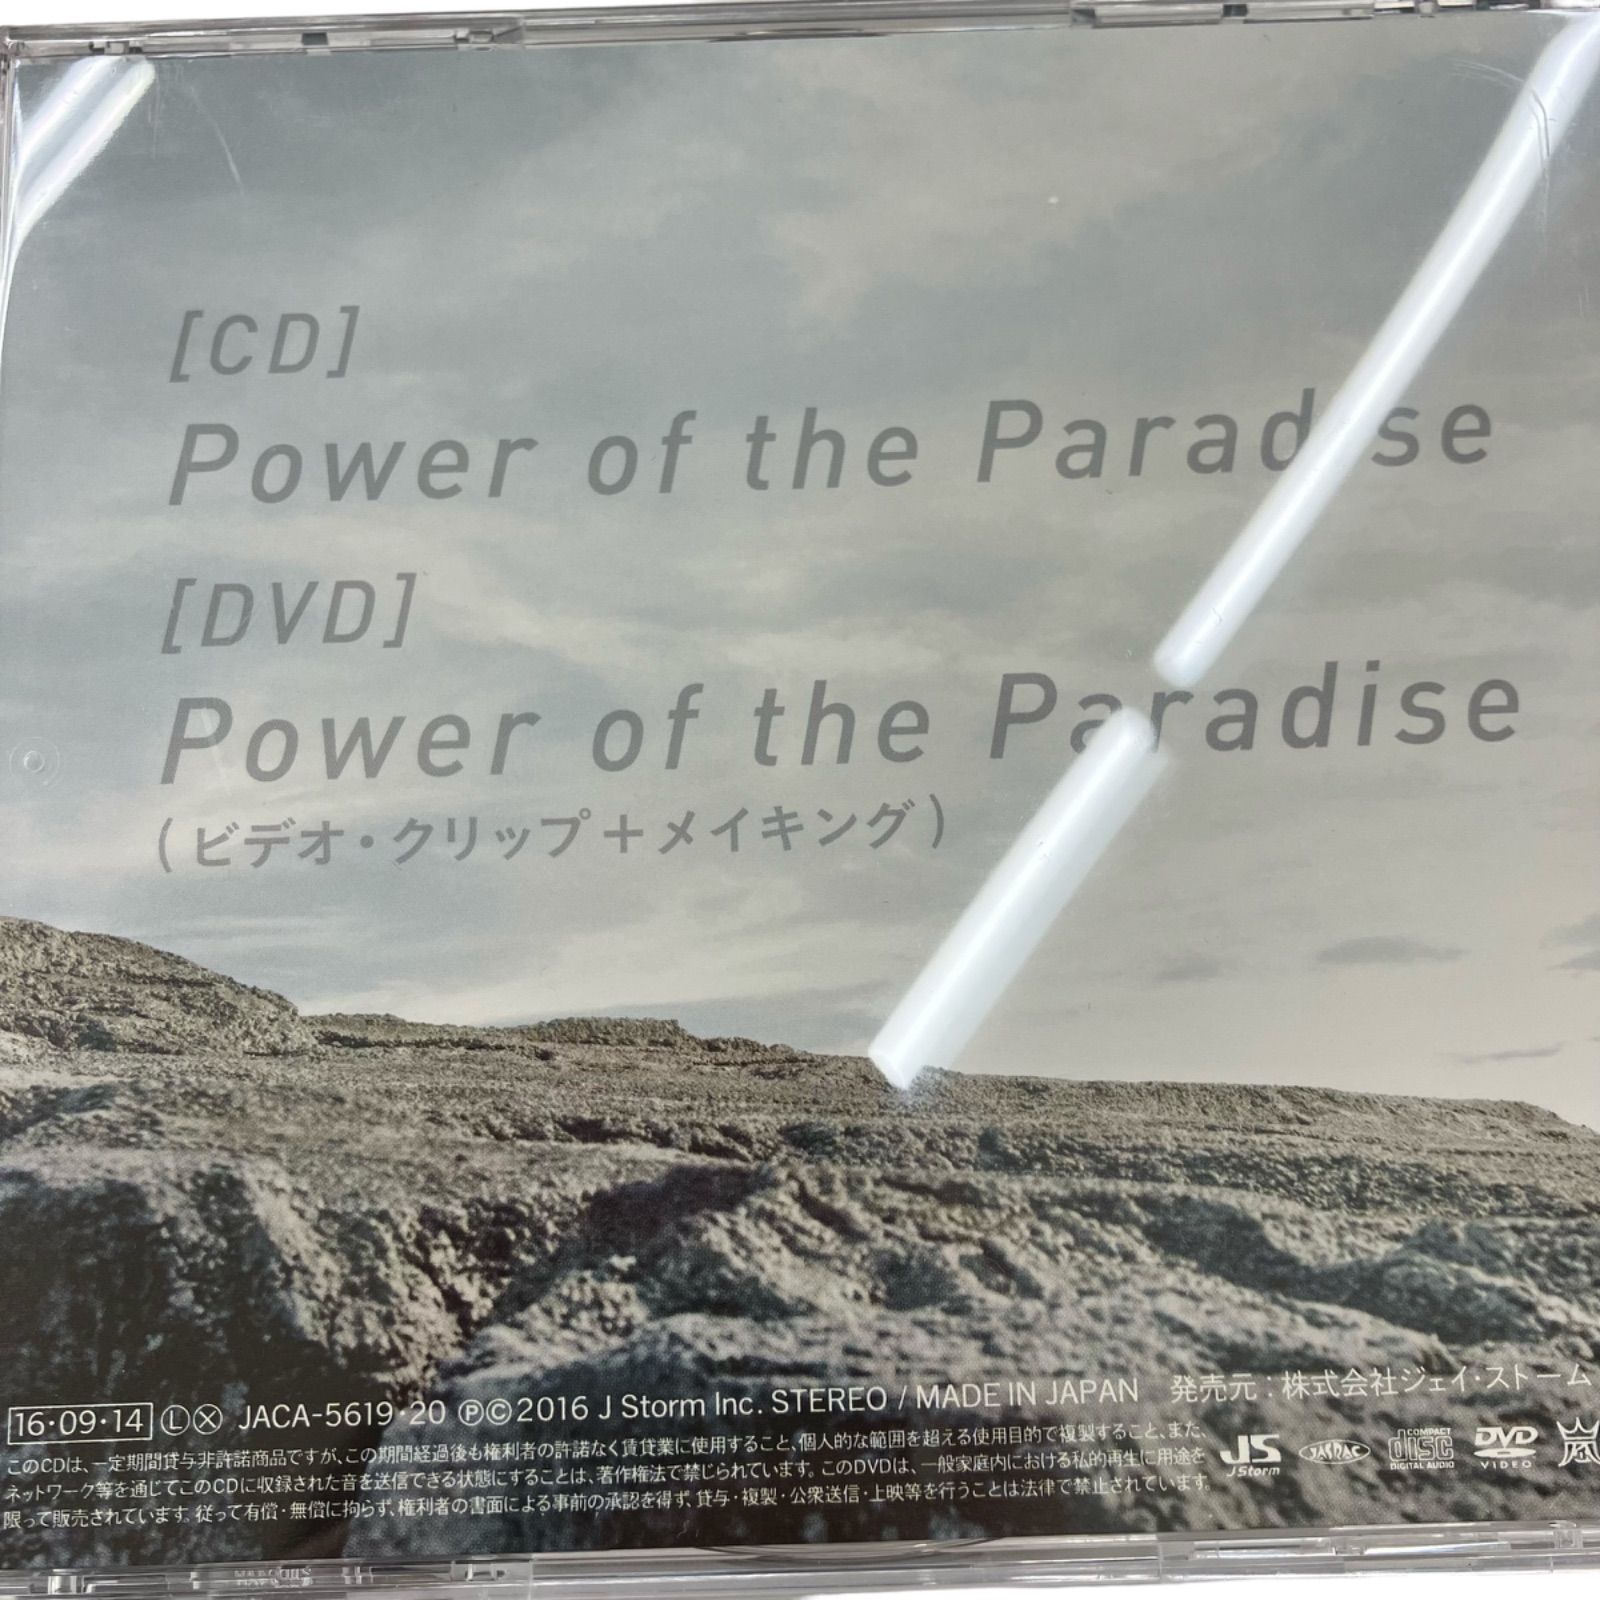 [CD]
Power of the Paradise
[DVD]
Power of the Paradise
(ビデオ・クリップ+メイキング)
16・09・14 Ⓛ Ⓧ JACA-5619・20 ℗©2016 J Storm Inc. STEREO / MADE IN JAPAN 発売元:株式会社ジェイ・ストーム
このCDは、一定期間貸与非許諾商品ですが、この期間経過後も権利者の許諾なく賃貸業に使用すること、個人的な範囲を超える使用目的で複製すること、また、
ネットワーク等を通じてこのCDに収録された音を送信できる状態にすることは、著作権法で禁じられています。このDVDは、一般家庭内における私的再生に用途を
限って販売されています。従って有償・無償に拘らず、権利者の書面による事前の承認を得ず、貸与・複製・公衆送信・上映等を行うことは法律で禁止されています。
JS
JStorm
JASRAC
COMPACT
disc
DIGITAL AUDIO
DVD
VIDEO
嵐